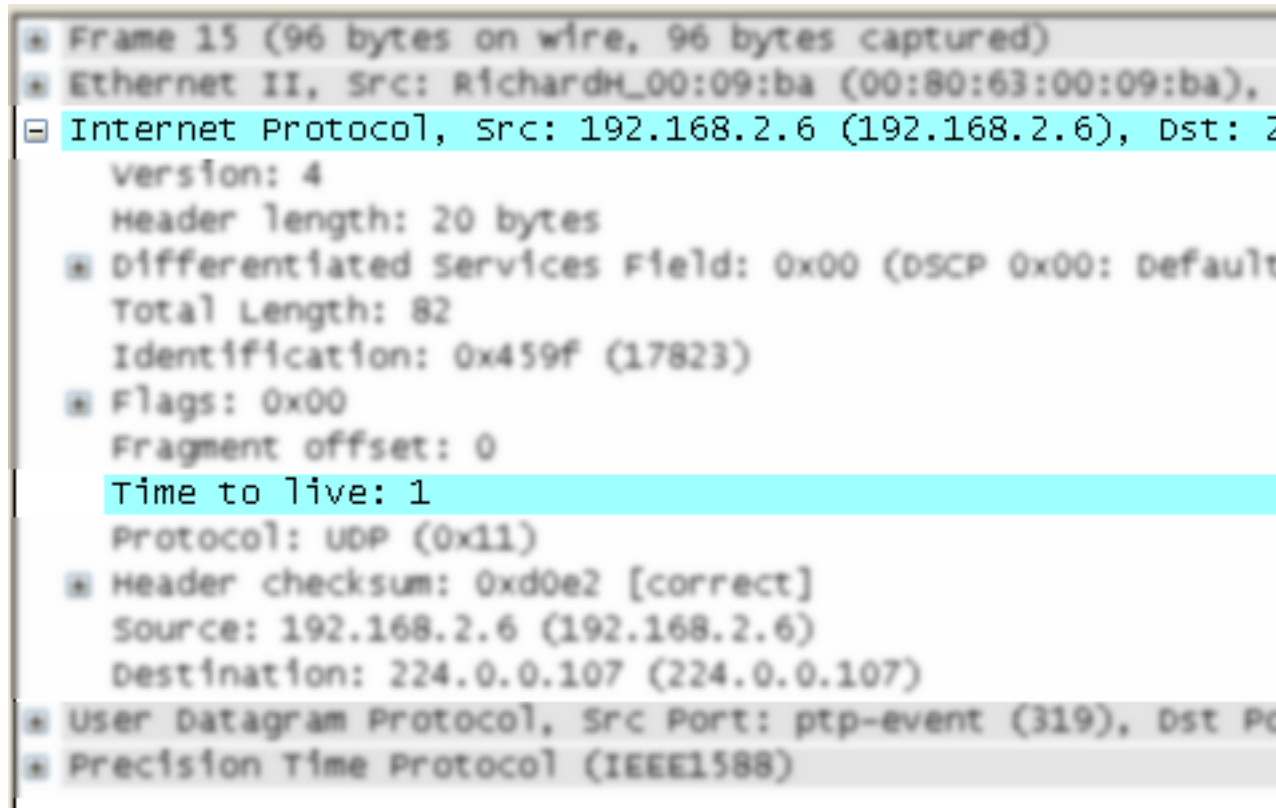 Frame 15 (96 bytes on wire, 96 bytes captured)
Ethernet II, Src: RichardH_00:09:ba (00:80:63:00:09:ba),
Internet Protocol, Src: 192.168.2.6 (192.168.2.6), Dst: 2
Version: 4
Header length: 20 bytes
Differentiated Services Field: 0x00 (DSCP 0x00: Default
Total Length: 82
Identification: 0x459f (17823)
Flags: 0x00
Fragment offset: 0
Time to live: 1
Protocol: UDP (0x11)
Header checksum: 0xd0e2 [correct]
Source: 192.168.2.6 (192.168.2.6)
Destination: 224.0.0.107 (224.0.0.107)
User Datagram Protocol, Src Port: ptp-event (319), Dst Po
Precision Time Protocol (IEEE1588)